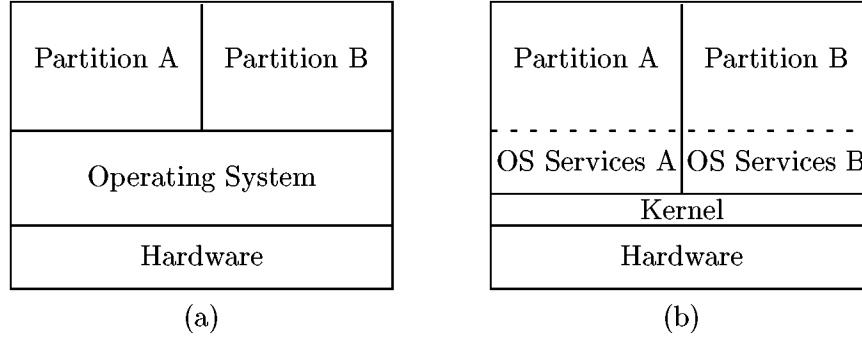 Partition A Partition B
Operating System
Hardware
(a)
Partition A Partition B
OS Services A OS Services B
Kernel
Hardware
(b)